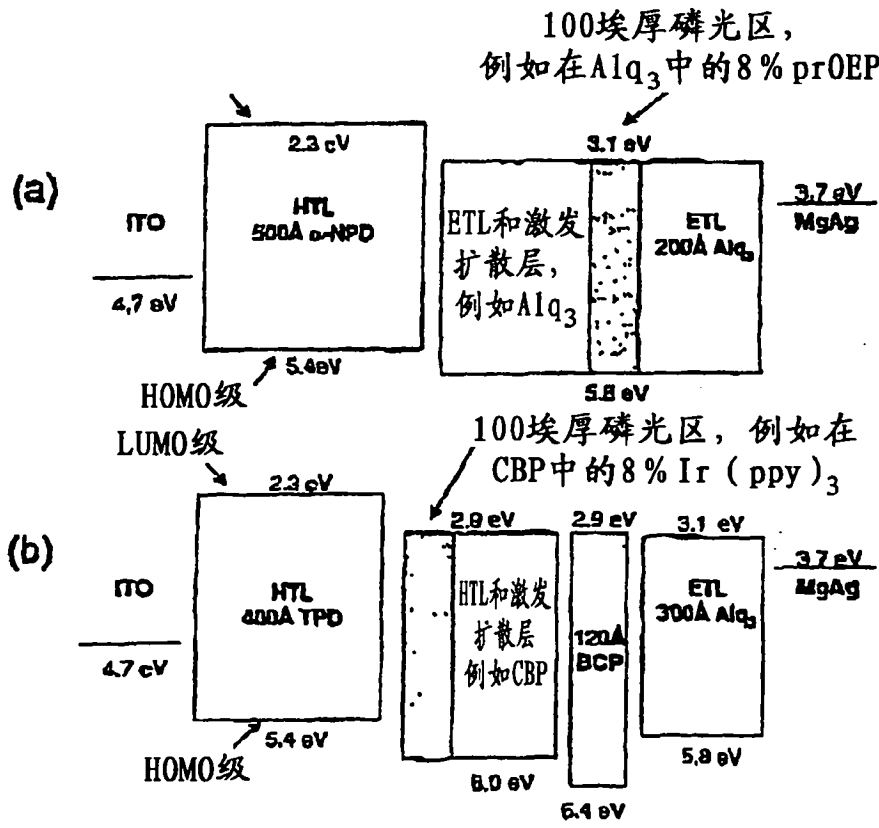 100埃厚磷光区，
例如在Alq₃中的8%prOEP
(a)
2.3 eV
3.1 eV
ITO
HTL
500Å α-NPD
ETL和激发
扩散层，
例如Alq₃
ETL
200Å Alq₃
3.7 eV
MgAg
4.7 eV
5.4eV
5.8 eV
HOMO级
LUMO级
100埃厚磷光区，例如在
CBP中的8%Ir(ppy)₃
(b)
2.3 eV
2.9 eV
3.1 eV
ITO
HTL
400Å TPD
HTL和激发
扩散层
例如CBP
120Å
BCP
ETL
300Å Alq₃
3.7 eV
MgAg
4.7 eV
5.4 eV
HOMO级
6.0 eV
5.8 eV